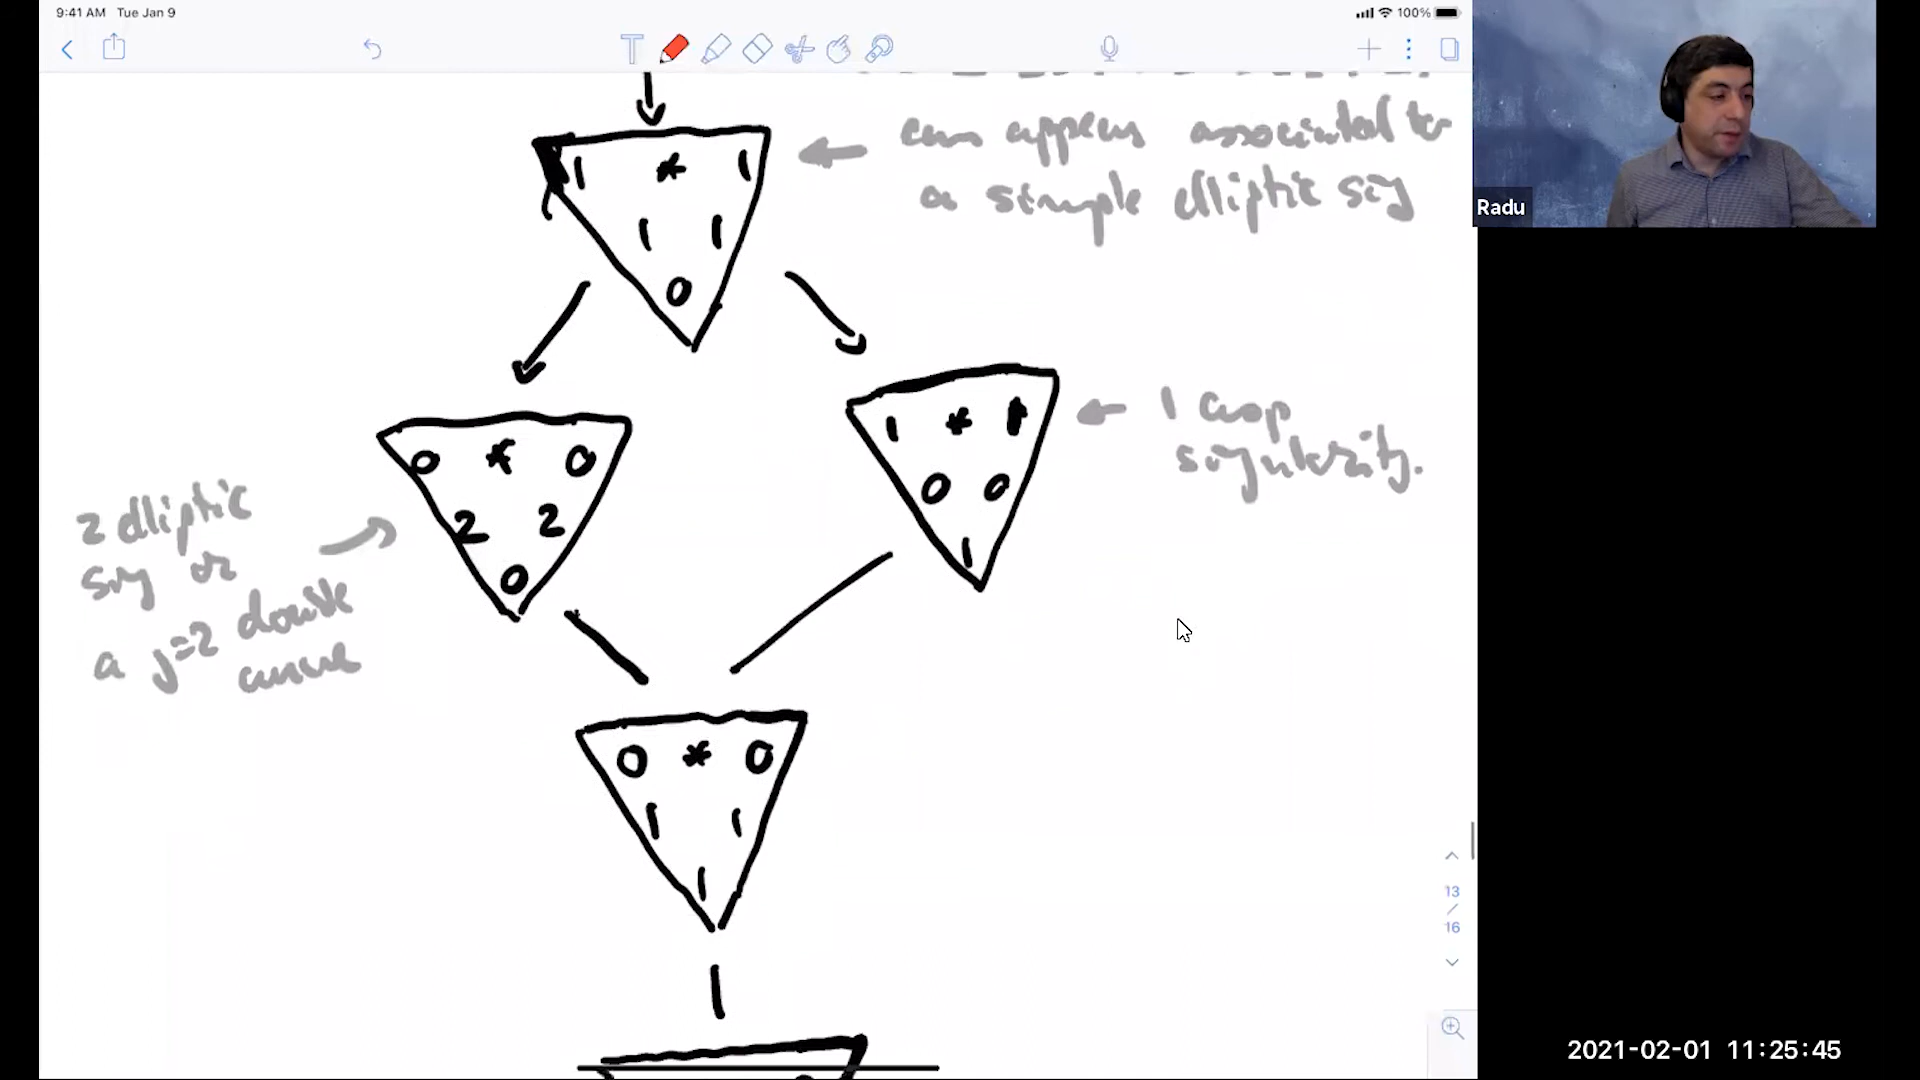 9:41 AM Tue Jan 9
100%
T
can appear associated to
a simple elliptic sing
1 * 1
1 1
0
Radu
0 * 0
2 2
0
1 * 1
0 0
1
1 cusp
singularity.
2 elliptic
sing or
a g=2 double
curve
0 * 0
1 1
1
13
/
16
2021-02-01 11:25:45